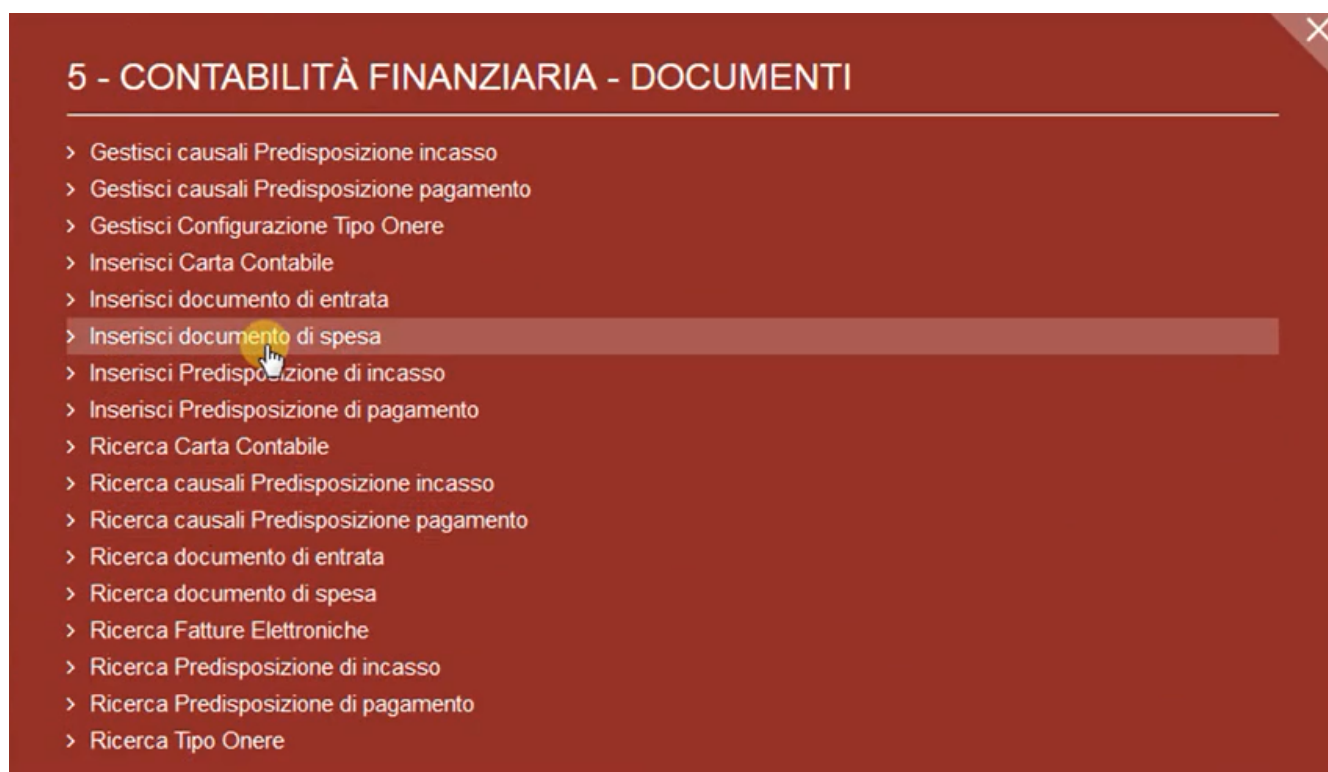 5 - CONTABILITÀ FINANZIARIA - DOCUMENTI
> Gestisci causali Predisposizione incasso
> Gestisci causali Predisposizione pagamento
> Gestisci Configurazione Tipo Onere
> Inserisci Carta Contabile
> Inserisci documento di entrata
> Inserisci documento di spesa
> Inserisci Predisposizione di incasso
> Inserisci Predisposizione di pagamento
> Ricerca Carta Contabile
> Ricerca causali Predisposizione incasso
> Ricerca causali Predisposizione pagamento
> Ricerca documento di entrata
> Ricerca documento di spesa
> Ricerca Fatture Elettroniche
> Ricerca Predisposizione di incasso
> Ricerca Predisposizione di pagamento
> Ricerca Tipo Onere